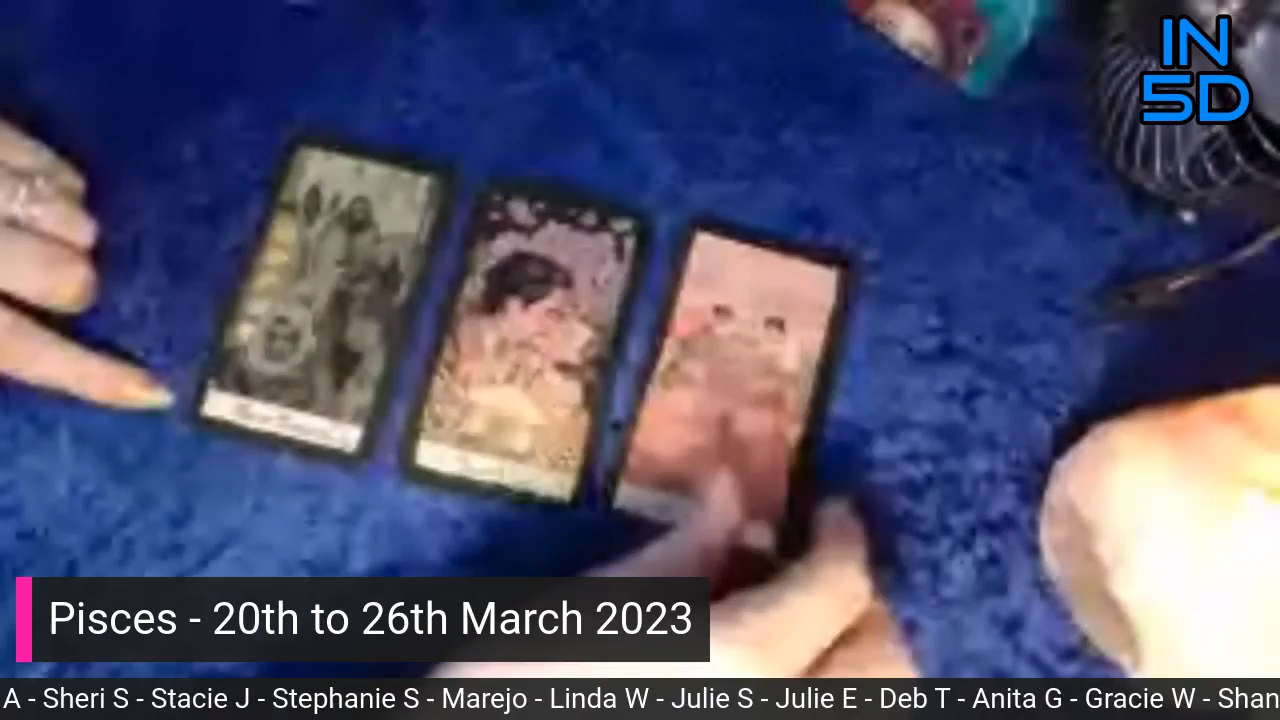 IN
5D
Pisces - 20th to 26th March 2023
A - Sheri S - Stacie J - Stephanie S - Marejo - Linda W - Julie S - Julie E - Deb T - Anita G - Gracie W - Shan